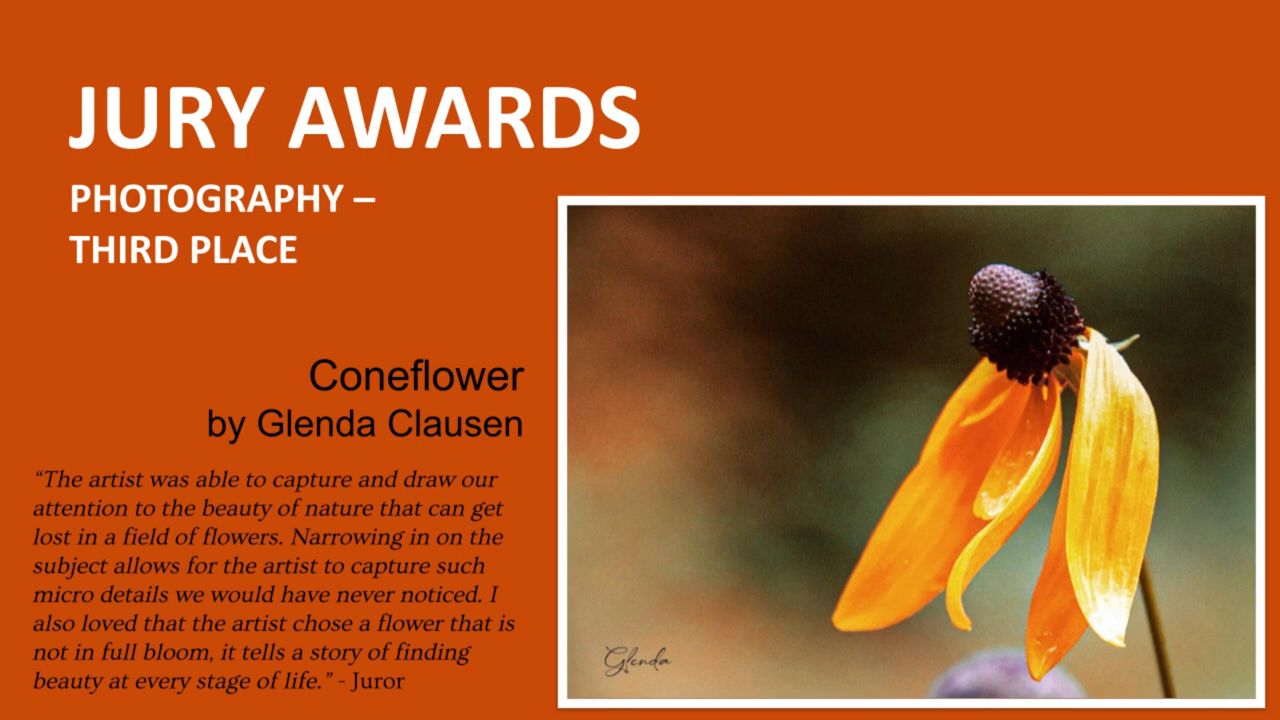 JURY AWARDS
PHOTOGRAPHY –
THIRD PLACE
Coneflower
by Glenda Clausen
“The artist was able to capture and draw our
attention to the beauty of nature that can get
lost in a field of flowers. Narrowing in on the
subject allows for the artist to capture such
micro details we would have never noticed. I
also loved that the artist chose a flower that is
not in full bloom, it tells a story of finding
beauty at every stage of life.” - Juror
Glenda